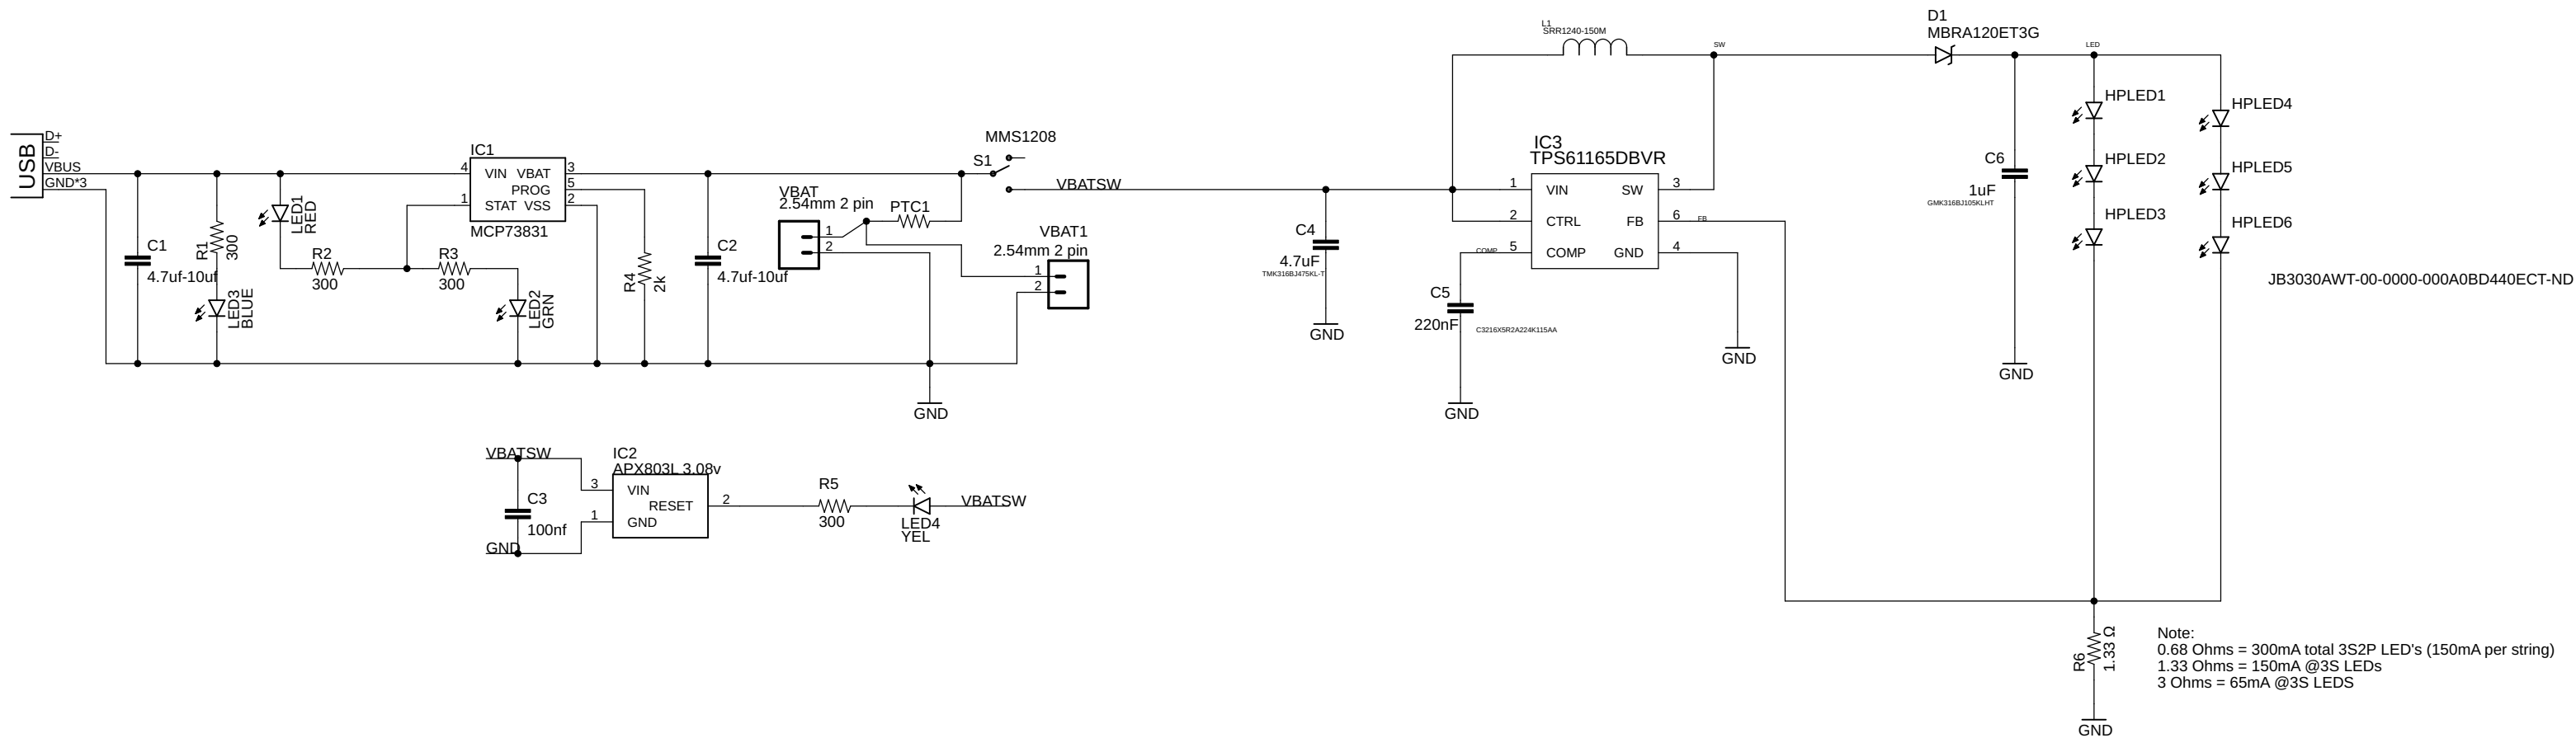 USB
D+
D-
VBUS
GND*3
C1
4.7uf-10uf
R1
300
LED3
BLUE
LED1
RED
R2
300
R3
300
LED2
GRN
IC1
4
VIN
VBAT
3
PROG
5
1
STAT
VSS
2
MCP73831
R4
2k
C2
4.7uf-10uf
VBAT
2.54mm 2 pin
1
2
PTC1
MMS1208
S1
VBATSW
VBAT1
2.54mm 2 pin
1
2
GND
VBATSW
C3
100nf
GND
IC2
APX803L 3.08v
3
VIN
RESET
2
1
GND
R5
300
LED4
YEL
VBATSW
L1
SRR1240-150M
SW
IC3
TPS61165DBVR
1
VIN
SW
3
2
CTRL
FB
6
FB
COMP
5
COMP
GND
4
C4
4.7uF
TMK316BJ475KL-T
GND
C5
220nF
C3216X5R2A224K115AA
GND
GND
D1
MBRA120ET3G
LED
C6
1uF
GMK316BJ105KLHT
GND
HPLED1
HPLED2
HPLED3
HPLED4
HPLED5
HPLED6
JB3030AWT-00-0000-000A0BD440ECT-ND
R6
1.33 Ω
GND
Note:
0.68 Ohms = 300mA total 3S2P LED's (150mA per string)
1.33 Ohms = 150mA @3S LEDs
3 Ohms = 65mA @3S LEDS